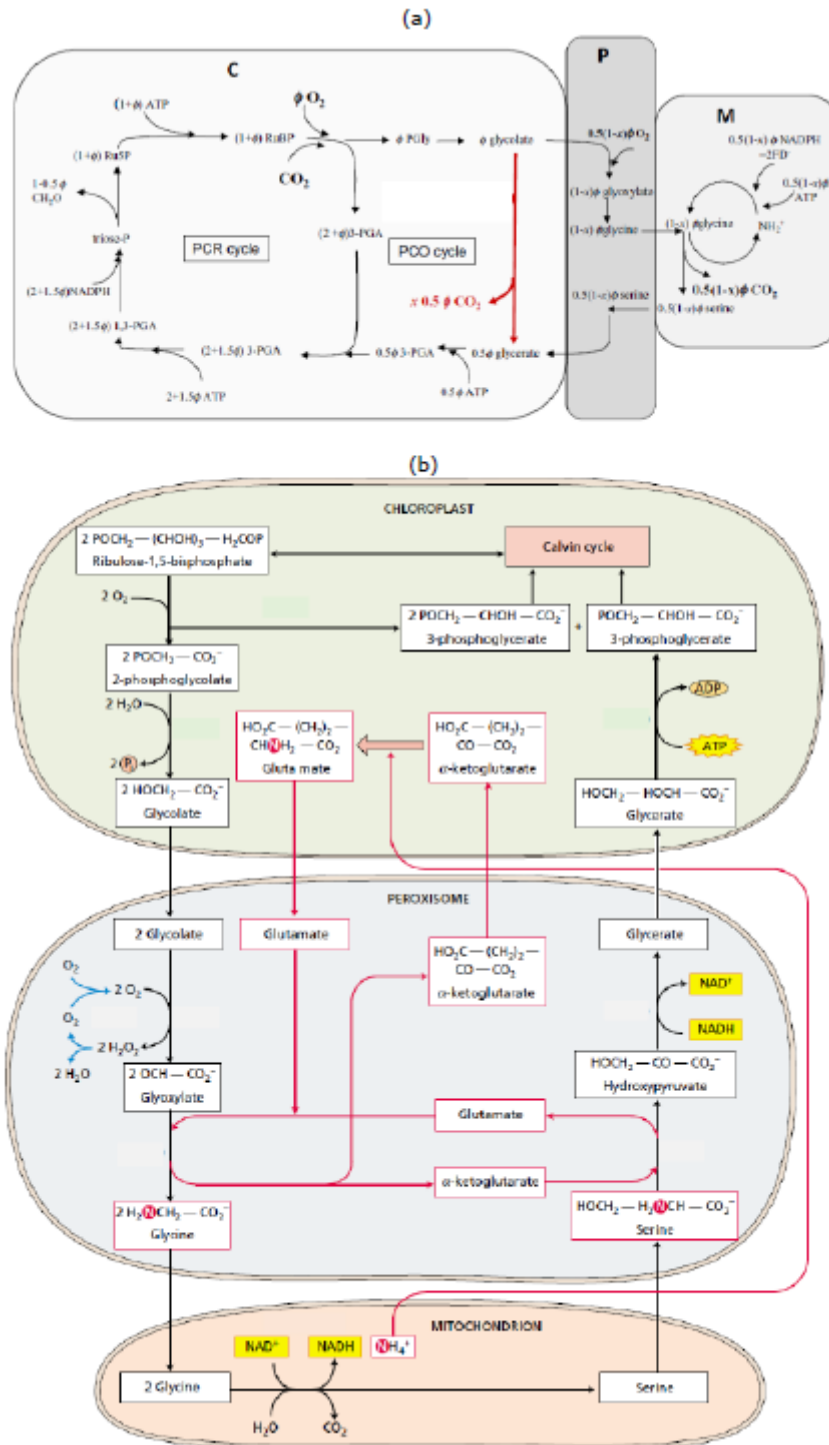 (a)
C
P
M
(1+ϕ) ATP
ϕ O₂
(1+ϕ) RuBP
ϕ PGly
ϕ glycolate
0.5(1-x)ϕO₂
0.5(1-x) ϕ NADPH
(1+ϕ) Ru5P
CO₂
0.5(1-x)ϕ
ATP
1-0.5ϕ
CH₂O
(1-x)ϕ glyoxylate
triose-P
PCR cycle
(2+ϕ)3-PGA
PCO cycle
(1-x) ϕglycine
(1-x) ϕglycine
(2+1.5ϕ)NADPH
x 0.5 ϕ CO₂
0.5(1-x)ϕ serine
0.5(1-x)ϕ CO₂
0.5(1-x)ϕ serine
(2+1.5ϕ) 1,3-PGA
(2+1.5ϕ) 3-PGA
0.5ϕ 3-PGA
0.5ϕ glycerate
2+1.5ϕ ATP
0.5ϕ ATP
(b)
CHLOROPLAST
2 POCH₂ — (CHOH)₃ — H₂COP
Ribulose-1,5-bisphosphate
Calvin cycle
2 O₂
2 POCH₂ — CHOH — CO₂⁻
3-phosphoglycerate
+
POCH₂ — CHOH — CO₂⁻
3-phosphoglycerate
2 POCH₂ — CO₂⁻
2-phosphoglycolate
2 H₂O
ADP
HO₂C — (CH₂)₂ —
CHNH₂ — CO₂
Glutamate
HO₂C — (CH₂)₂ —
CO — CO₂
α-ketoglutarate
2 Pᵢ
ATP
2 HOCH₂ — CO₂⁻
Glycolate
HOCH₂ — HOCH — CO₂⁻
Glycerate
PEROXISOME
2 Glycolate
Glutamate
HO₂C — (CH₂)₂ —
CO — CO₂
α-ketoglutarate
Glycerate
O₂
2 O₂
O₂
NAD⁺
NADH
2 H₂O₂
2 H₂O
2 OCH — CO₂⁻
Glyoxylate
HOCH₂ — CO — CO₂⁻
Hydroxypyruvate
Glutamate
α-ketoglutarate
2 H₂NCH₂ — CO₂⁻
Glycine
HOCH₂ — H₂NCH — CO₂⁻
Serine
MITOCHONDRION
NAD⁺
NADH
NH₄⁺
2 Glycine
Serine
H₂O
CO₂